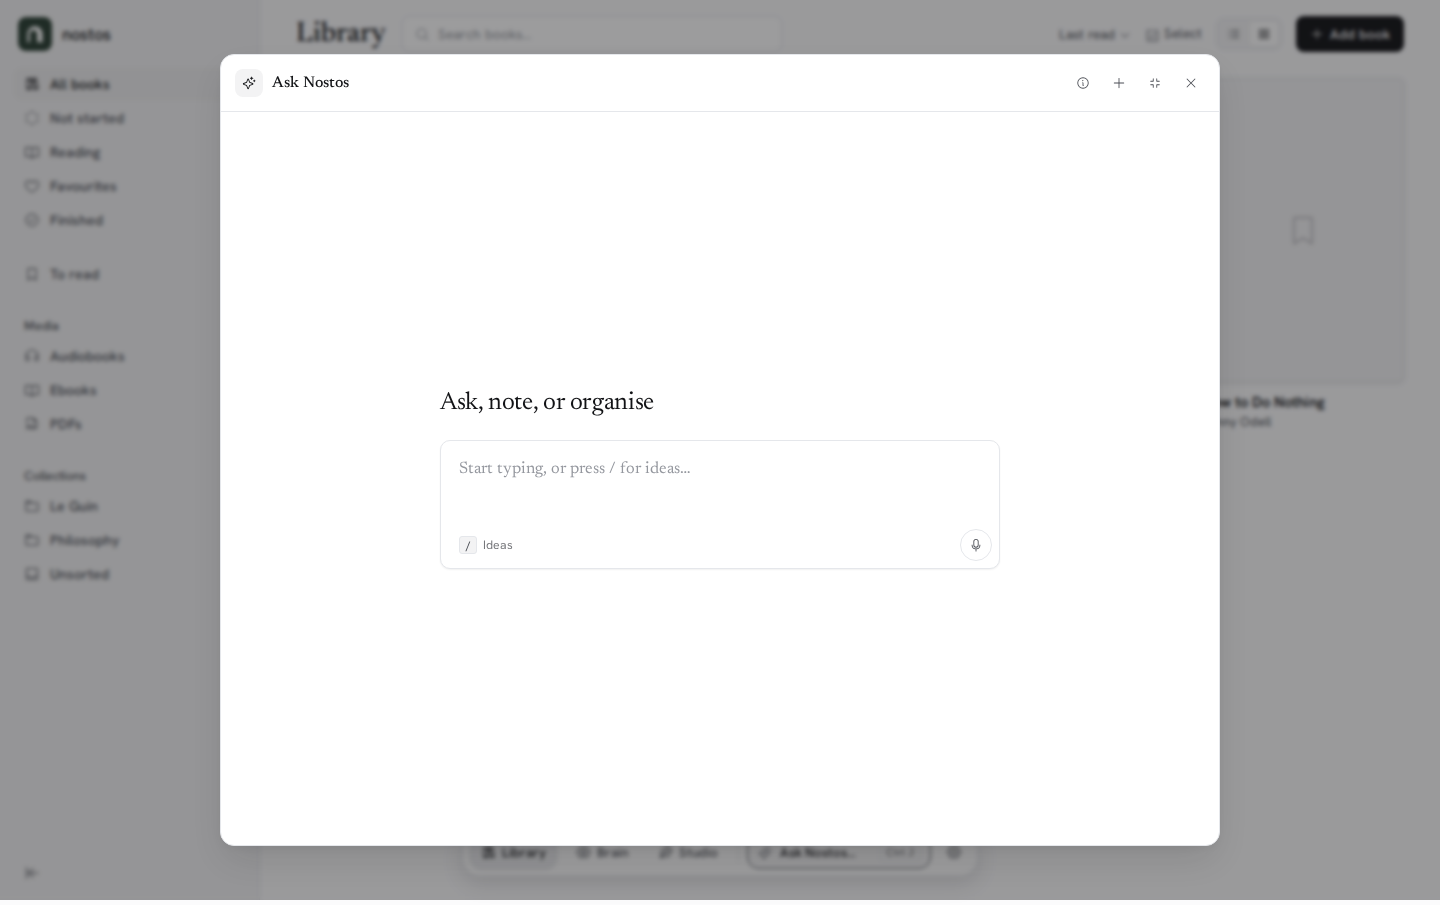 nostos
All books
Not started
Reading
Favourites
Finished
To read
Media
Audiobooks
Ebooks
PDFs
Collections
Le Guin
Philosophy
Unsorted
Library
Search books...
Last read
Select
Add book
Ask Nostos
Ask, note, or organise
Start typing, or press / for ideas...
/ Ideas
to Do Nothing
Odell
Library
Brain
Studio
Ask Nostos...